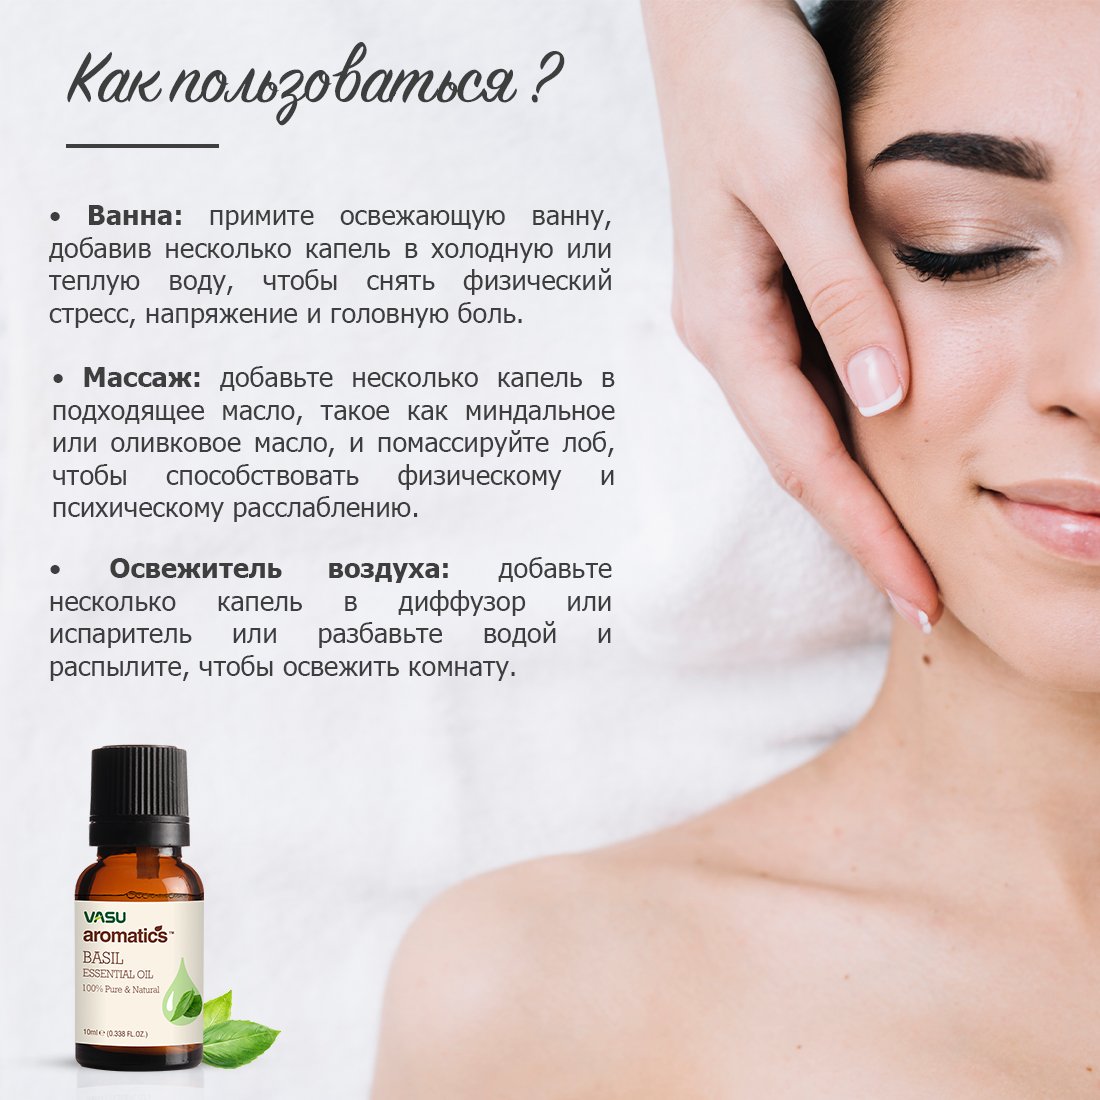 Как пользоваться ?
• Ванна: примите освежающую ванну,
добавив несколько капель в холодную или
теплую воду, чтобы снять физический
стресс, напряжение и головную боль.
• Массаж: добавьте несколько капель в
подходящее масло, такое как миндальное
или оливковое масло, и помассируйте лоб,
чтобы способствовать физическому и
психическому расслаблению.
• Освежитель воздуха: добавьте
несколько капель в диффузор или
испаритель или разбавьте водой и
распылите, чтобы освежить комнату.
VASU
aromatics™
BASIL
ESSENTIAL OIL
100% Pure & Natural
10ml ℮ (0.338 FL.OZ.)